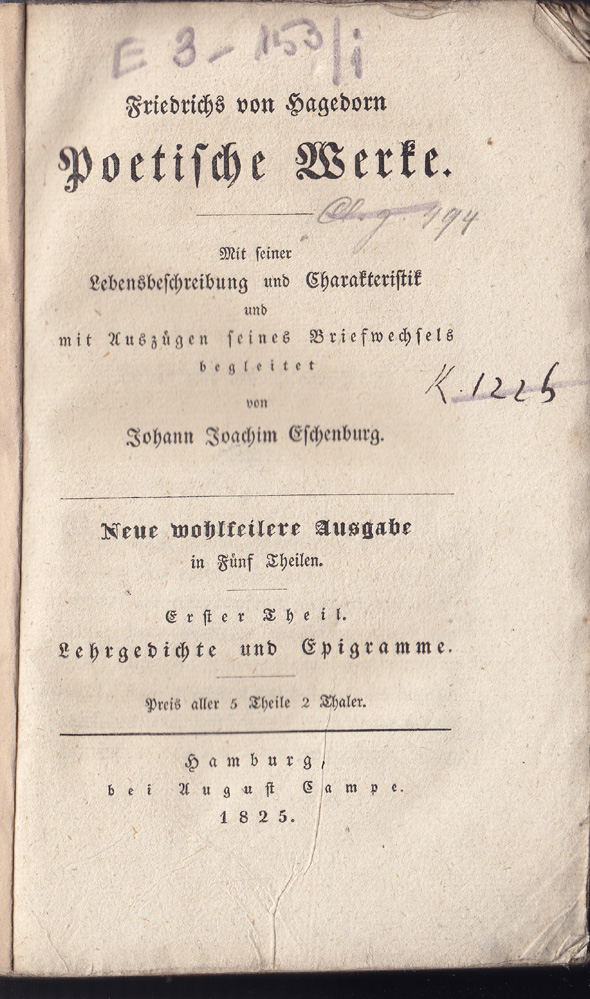 E 3 - 153/i
Friedrichs von Hagedorn
Poetische Werke.
494
Mit seiner
Lebensbeschreibung und Charakteristik
und
mit Auszügen seines Briefwechsels
begleitet
von
K. 122b
Johann Joachim Eschenburg.
Neue wohlfeilere Ausgabe
in Fünf Theilen.
Erster Theil.
Lehrgedichte und Epigramme.
Preis aller 5 Theile 2 Thaler.
Hamburg,
bei August Campe.
1825.